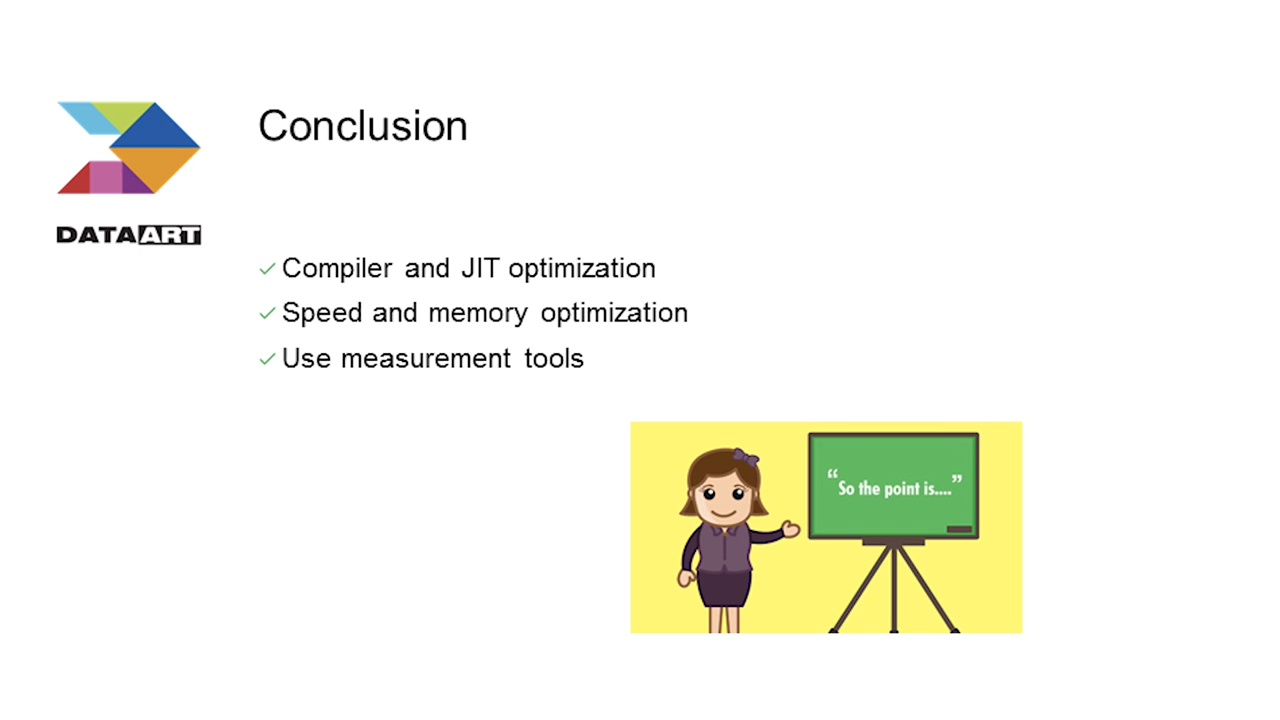 Conclusion
DATAART
Compiler and JIT optimization
Speed and memory optimization
Use measurement tools
“So the point is....”